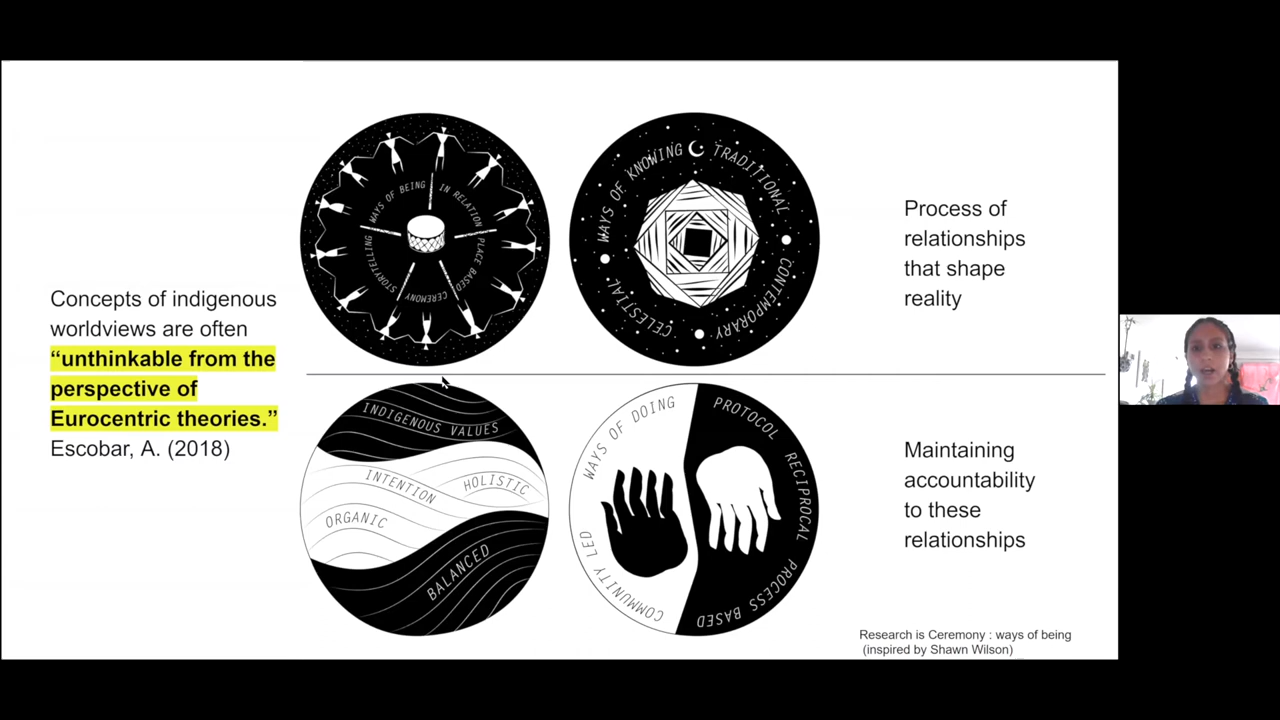 Concepts of indigenous
worldviews are often
“unthinkable from the
perspective of
Eurocentric theories.”
Escobar, A. (2018)
WAYS OF BEING
IN RELATION
PLACE BASED
CEREMONY
STORYTELLING
WAYS OF KNOWING
TRADITIONAL
CONTEMPORARY
CELESTIAL
Process of
relationships
that shape
reality
INDIGENOUS VALUES
INTENTION
HOLISTIC
ORGANIC
BALANCED
WAYS OF DOING
PROTOCOL
RECIPROCAL
PROCESS BASED
COMMUNITY LED
Maintaining
accountability
to these
relationships
Research is Ceremony : ways of being
(inspired by Shawn Wilson)